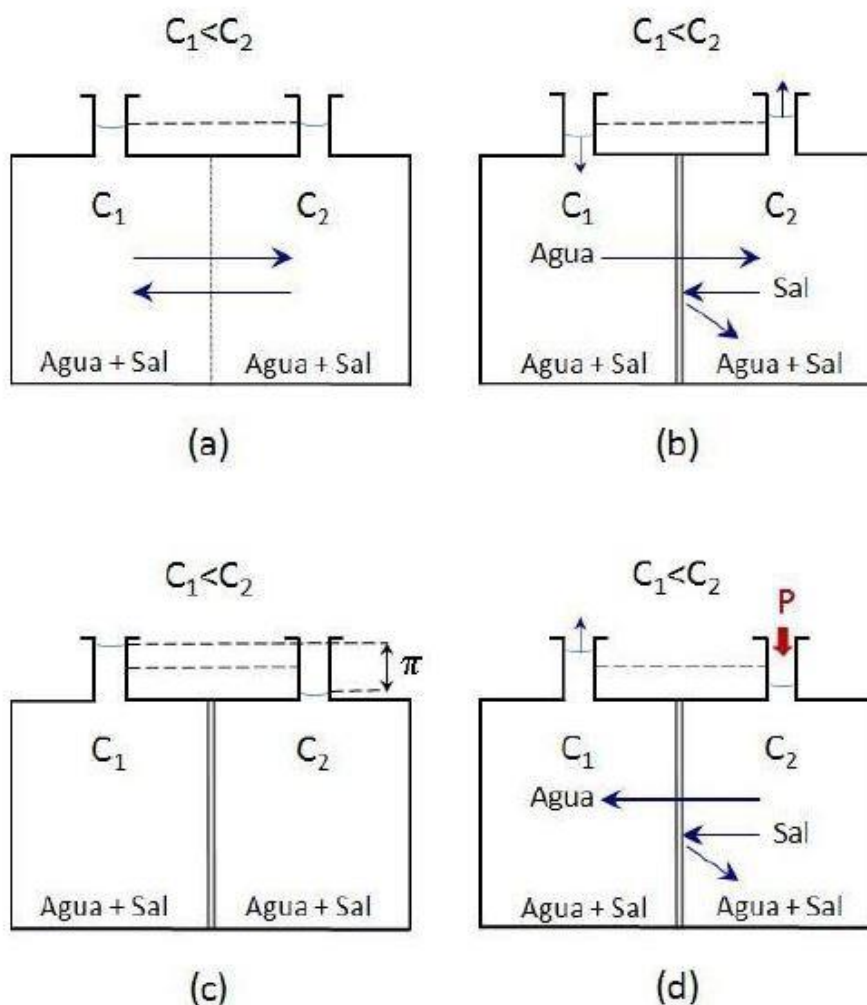 C₁<C₂
C₁
C₂
Agua + Sal
Agua + Sal
(a)
C₁<C₂
C₁
C₂
Agua
Sal
Agua + Sal
Agua + Sal
(b)
C₁<C₂
π
C₁
C₂
Agua + Sal
Agua + Sal
(c)
C₁<C₂
P
C₁
C₂
Agua
Sal
Agua + Sal
Agua + Sal
(d)